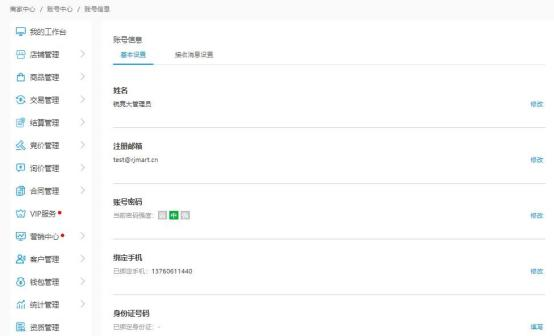 商家中心 / 账号中心 / 账号信息
我的工作台
店铺管理
商品管理
交易管理
结算管理
竞价管理
询价管理
合同管理
VIP服务
营销中心
客户管理
钱包管理
统计管理
资质管理
账号信息
基本设置 接收消息设置
姓名
锐竞大管理员 修改
注册邮箱
test@rjmart.cn 修改
账号密码
当前密码强度： 中 修改
绑定手机
已绑定手机：13760611440 修改
身份证号码
已绑定身份证：- 填写